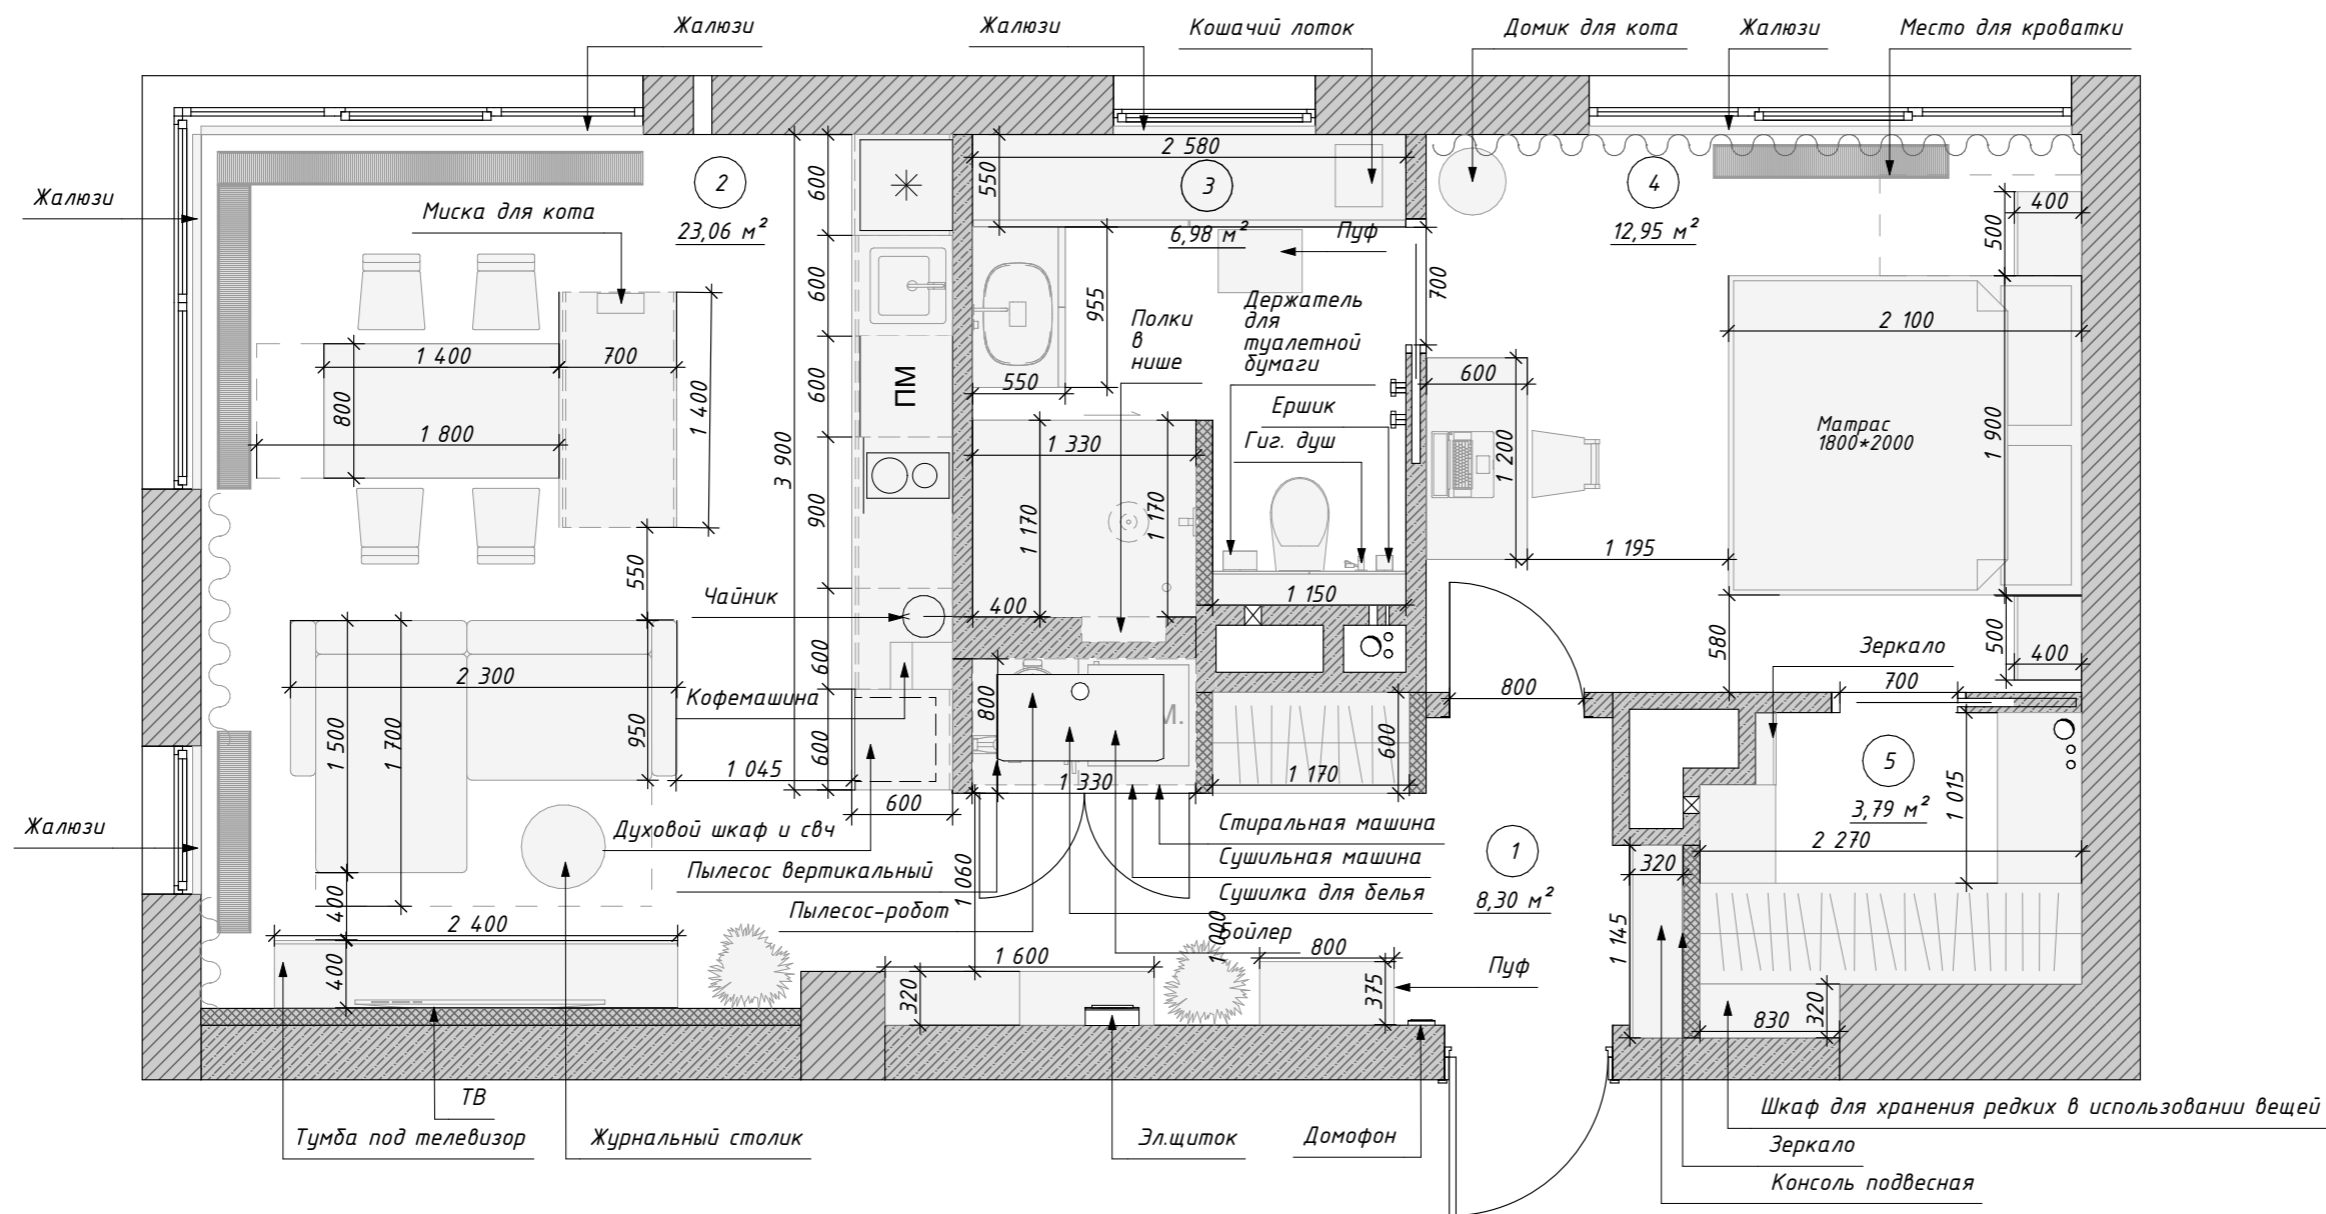 Жалюзи
Жалюзи
Кошачий лоток
Домик для кота
Жалюзи
Место для кроватки
Жалюзи
Миска для кота
2
23,06 м²
3 900
600
600
600
900
600
600
ПМ
1 400
700
800
1 800
1 400
550
Чайник
2 300
1 500
1 700
950
1 045
600
Кофемашина
Духовой шкаф и свч
Жалюзи
400
2 400
400
ТВ
Тумба под телевизор
Журнальный столик
2 580
550
3
6,98 м²
Пуф
955
550
Полки
в
нише
Держатель
для
туалетной
бумаги
Ершик
Гиг. душ
700
1 330
1 170
1 170
400
1 150
800
М.
1 330
1 170
600
Пылесос вертикальный
Пылесос-робот
1 060
Стиральная машина
Сушильная машина
Сушилка для белья
Бойлер
1 000
1
8,30 м²
1 600
320
800
375
Пуф
Эл.щиток
Домофон
4
12,95 м²
500
400
2 100
Матрас
1800*2000
1 900
600
1 200
1 195
580
500
400
800
Зеркало
700
5
3,79 м²
1 015
2 270
320
1 145
830
320
Шкаф для хранения редких в использовании вещей
Зеркало
Консоль подвесная